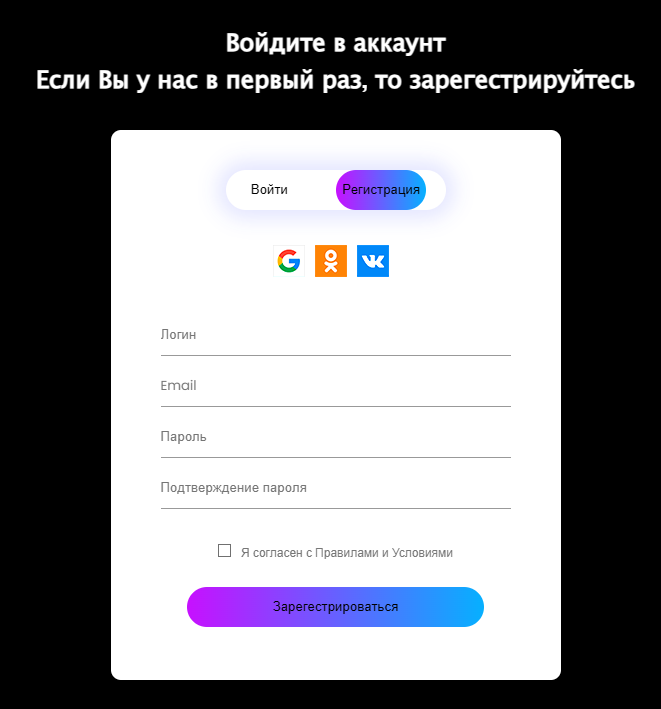 Войдите в аккаунт
Если Вы у нас в первый раз, то зарегестрируйтесь
Войти Регистрация
Логин
Email
Пароль
Подтверждение пароля
Я согласен с Правилами и Условиями
Зарегестрироваться